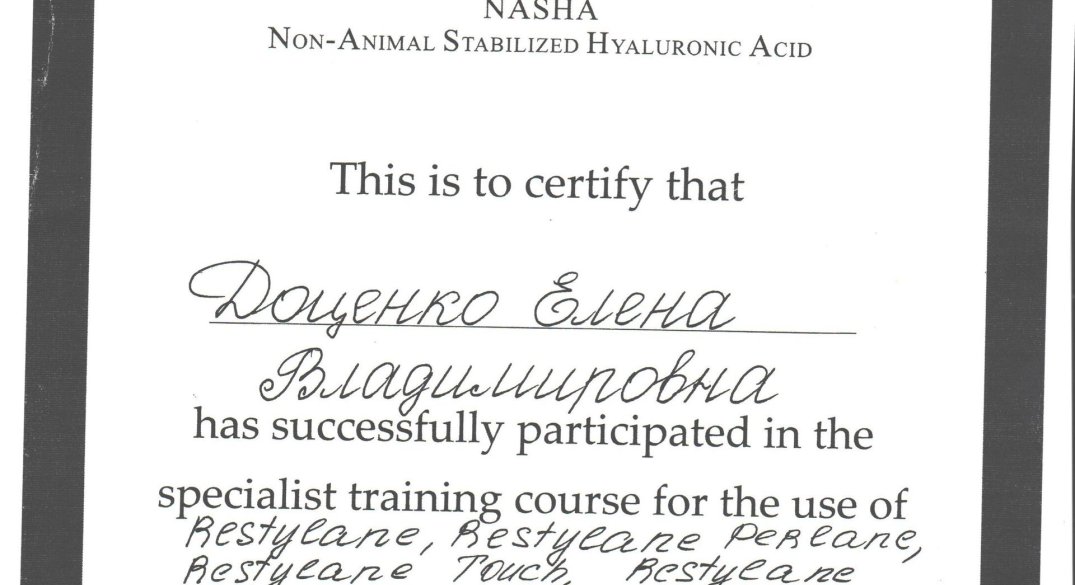 NASHA
NON-ANIMAL STABILIZED HYALURONIC ACID
This is to certify that
Доценко Елена
Владимировна
has successfully participated in the
specialist training course for the use of
Restylane, Restylane Perlane,
Restylane Touch, Restylane